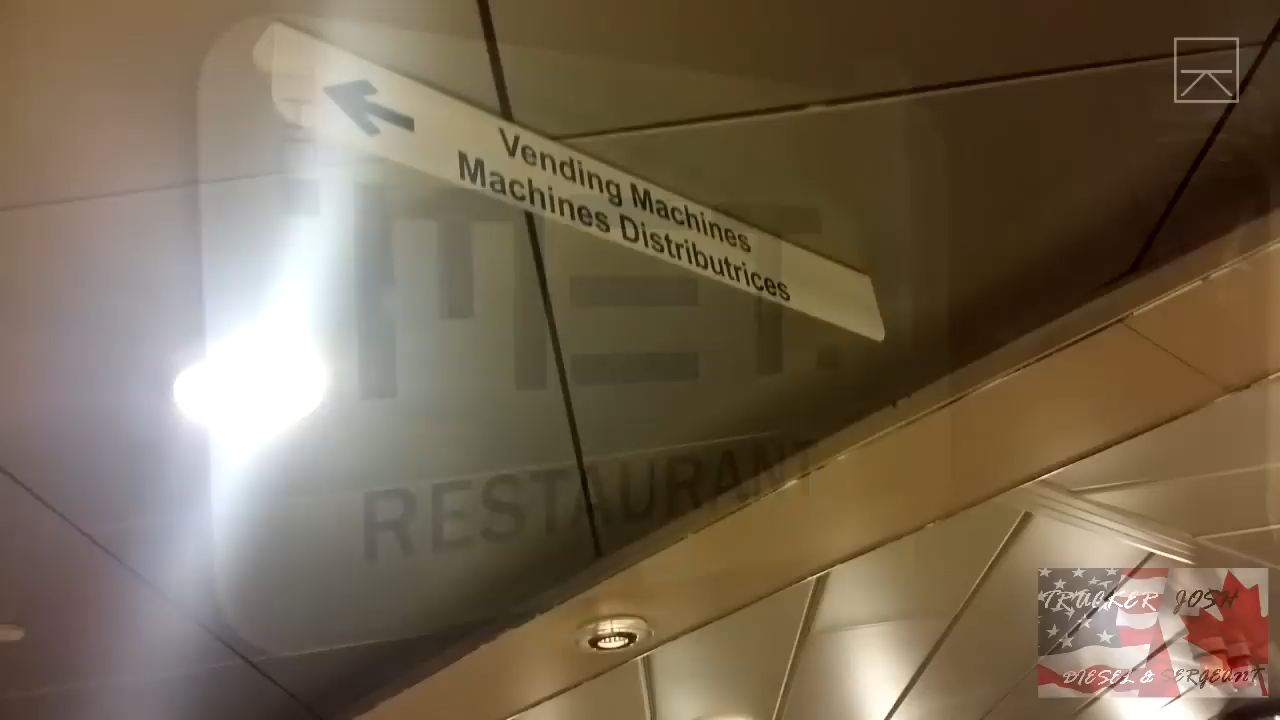 Vending Machines
Machines Distributrices
RESTAURANT
TRUCKER JOSH
DIESEL & SERGEANT